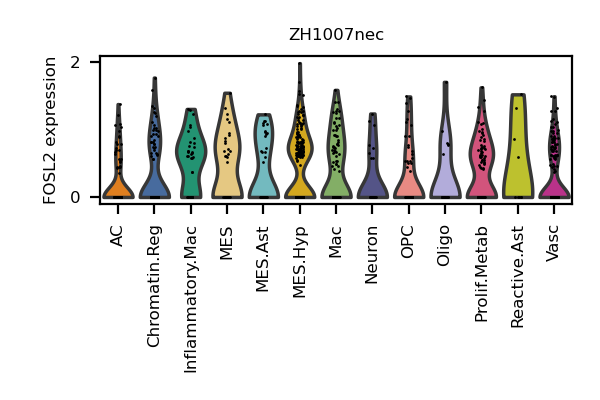 ZH1007nec
FOSL2 expression
2
0
AC
Chromatin.Reg
Inflammatory.Mac
MES
MES.Ast
MES.Hyp
Mac
Neuron
OPC
Oligo
Prolif.Metab
Reactive.Ast
Vasc